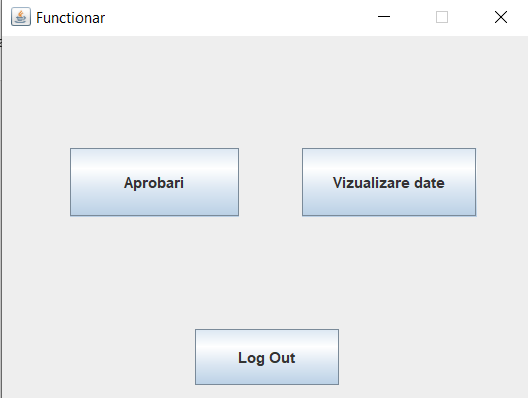 Functionar
Aprobari
Vizualizare date
Log Out